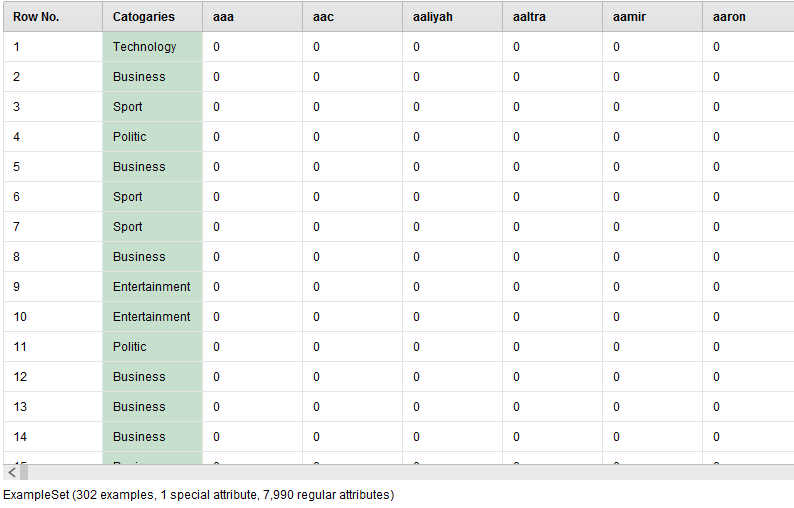 Row No. Catogaries aaa aac aaliyah aaltra aamir aaron
1 Technology 0 0 0 0 0 0
2 Business 0 0 0 0 0 0
3 Sport 0 0 0 0 0 0
4 Politic 0 0 0 0 0 0
5 Business 0 0 0 0 0 0
6 Sport 0 0 0 0 0 0
7 Sport 0 0 0 0 0 0
8 Business 0 0 0 0 0 0
9 Entertainment 0 0 0 0 0 0
10 Entertainment 0 0 0 0 0 0
11 Politic 0 0 0 0 0 0
12 Business 0 0 0 0 0 0
13 Business 0 0 0 0 0 0
14 Business 0 0 0 0 0 0
ExampleSet (302 examples, 1 special attribute, 7,990 regular attributes)